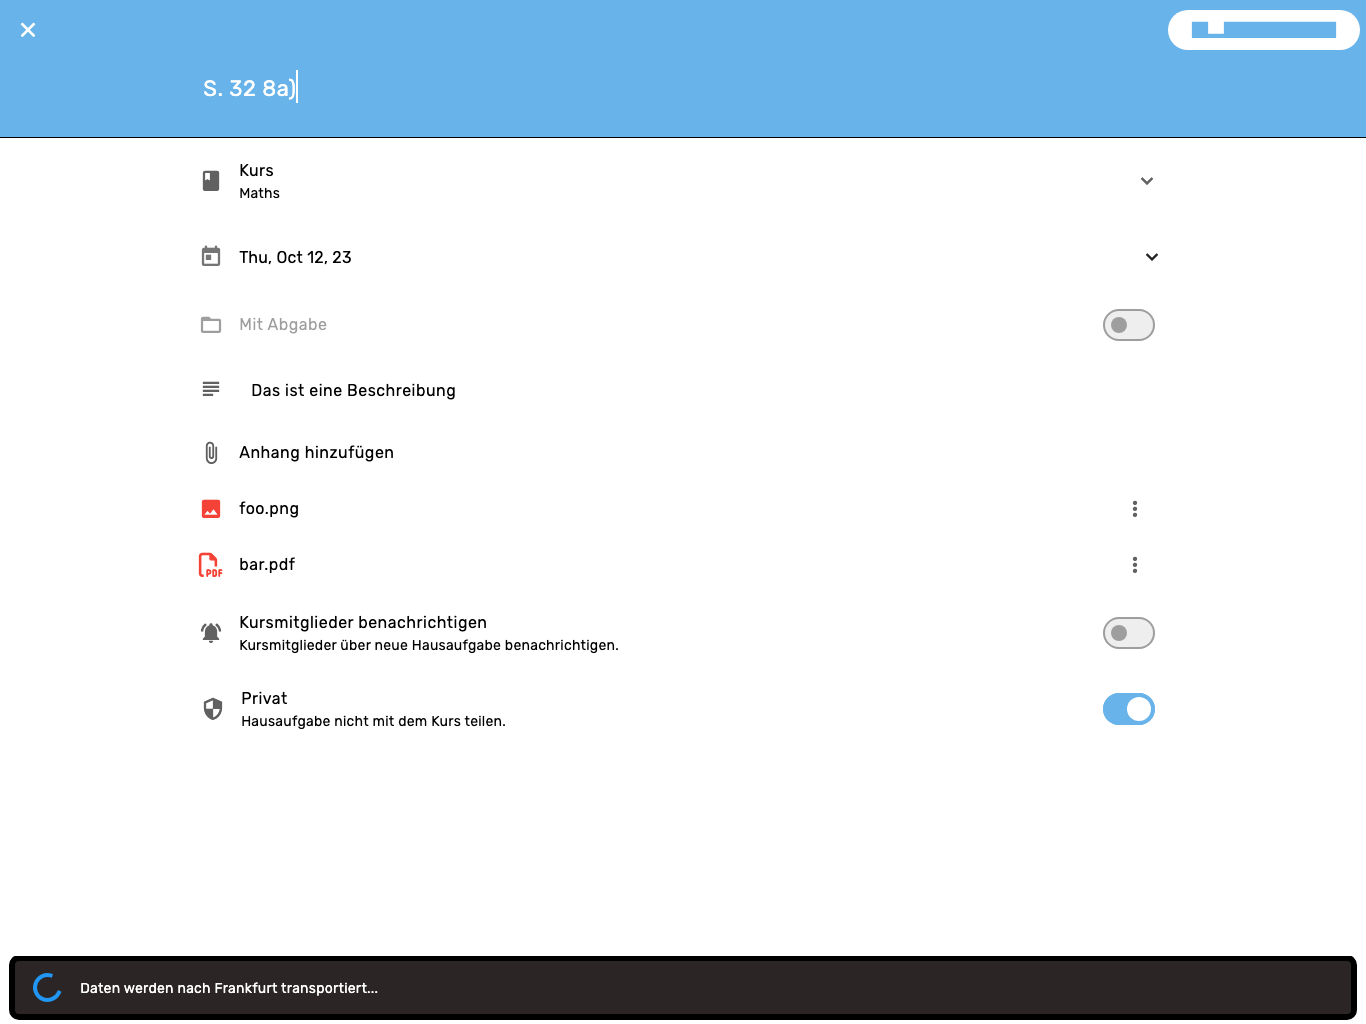 S. 32 8a)
Kurs
Maths
Thu, Oct 12, 23
Mit Abgabe
Das ist eine Beschreibung
Anhang hinzufügen
foo.png
PDF
bar.pdf
Kursmitglieder benachrichtigen
Kursmitglieder über neue Hausaufgabe benachrichtigen.
Privat
Hausaufgabe nicht mit dem Kurs teilen.
Daten werden nach Frankfurt transportiert...